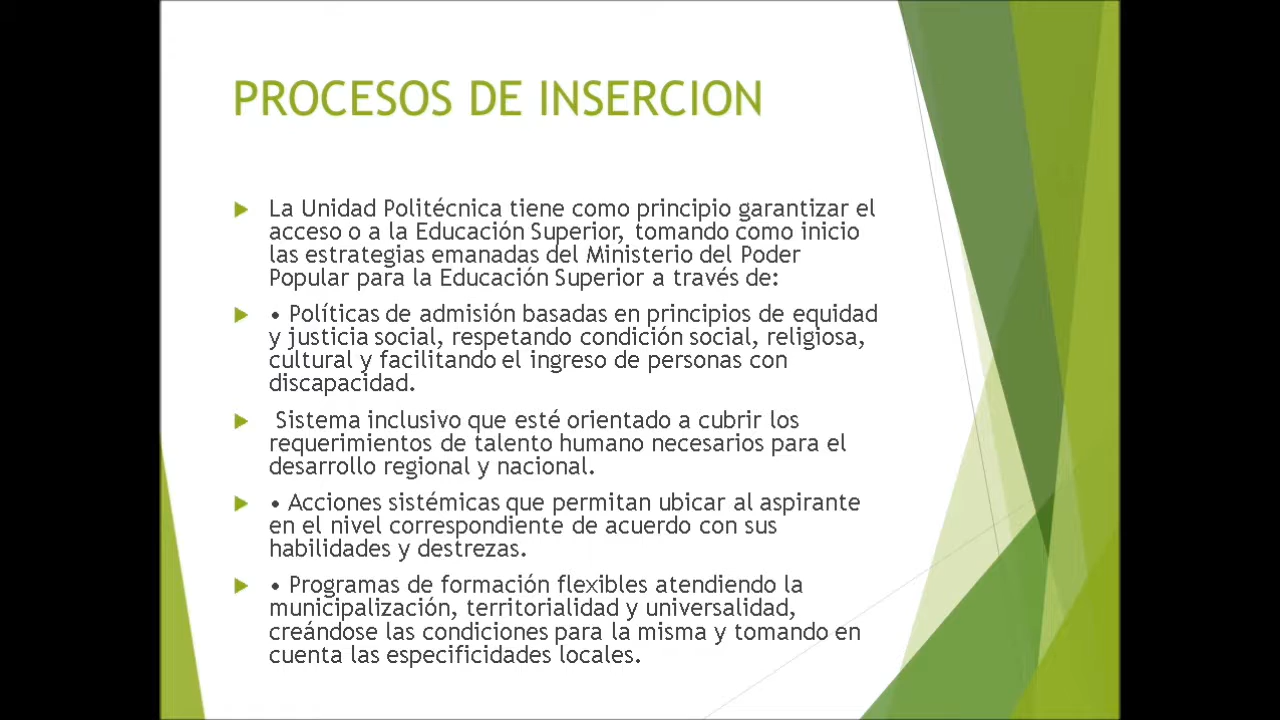 PROCESOS DE INSERCION
La Unidad Politécnica tiene como principio garantizar el
acceso o a la Educación Superior, tomando como inicio
las estrategias emanadas del Ministerio del Poder
Popular para la Educación Superior a través de:
• Políticas de admisión basadas en principios de equidad
y justicia social, respetando condición social, religiosa,
cultural y facilitando el ingreso de personas con
discapacidad.
Sistema inclusivo que esté orientado a cubrir los
requerimientos de talento humano necesarios para el
desarrollo regional y nacional.
• Acciones sistémicas que permitan ubicar al aspirante
en el nivel correspondiente de acuerdo con sus
habilidades y destrezas.
• Programas de formación flexibles atendiendo la
municipalización, territorialidad y universalidad,
creándose las condiciones para la misma y tomando en
cuenta las especificidades locales.